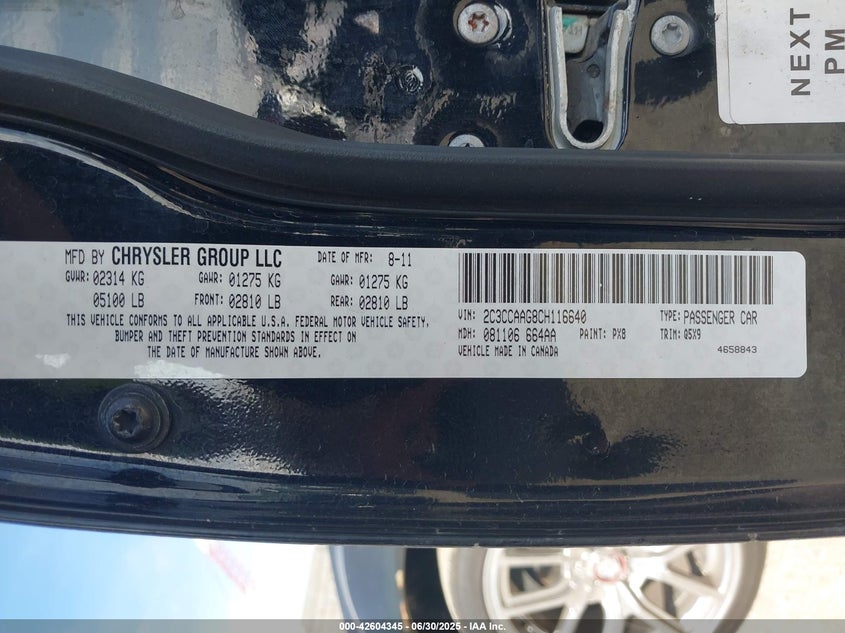 NEXT
PM
MFD BY CHRYSLER GROUP LLC DATE OF MFR: 8-11
GVWR: 02314 KG GAWR: 01275 KG GAWR: 01275 KG
05100 LB FRONT: 02810 LB REAR: 02810 LB
THIS VEHICLE CONFORMS TO ALL APPLICABLE U.S.A. FEDERAL MOTOR VEHICLE SAFETY,
BUMPER AND THEFT PREVENTION STANDARDS IN EFFECT ON
THE DATE OF MANUFACTURE SHOWN ABOVE.
VIN: 2C3CCAAG8CH116640 TYPE: PASSENGER CAR
MDH: 081106 664AA PAINT: PX8 TRIM: 05X9
VEHICLE MADE IN CANADA 4658843
000-42604345 - 06/30/2025 - IAA Inc.